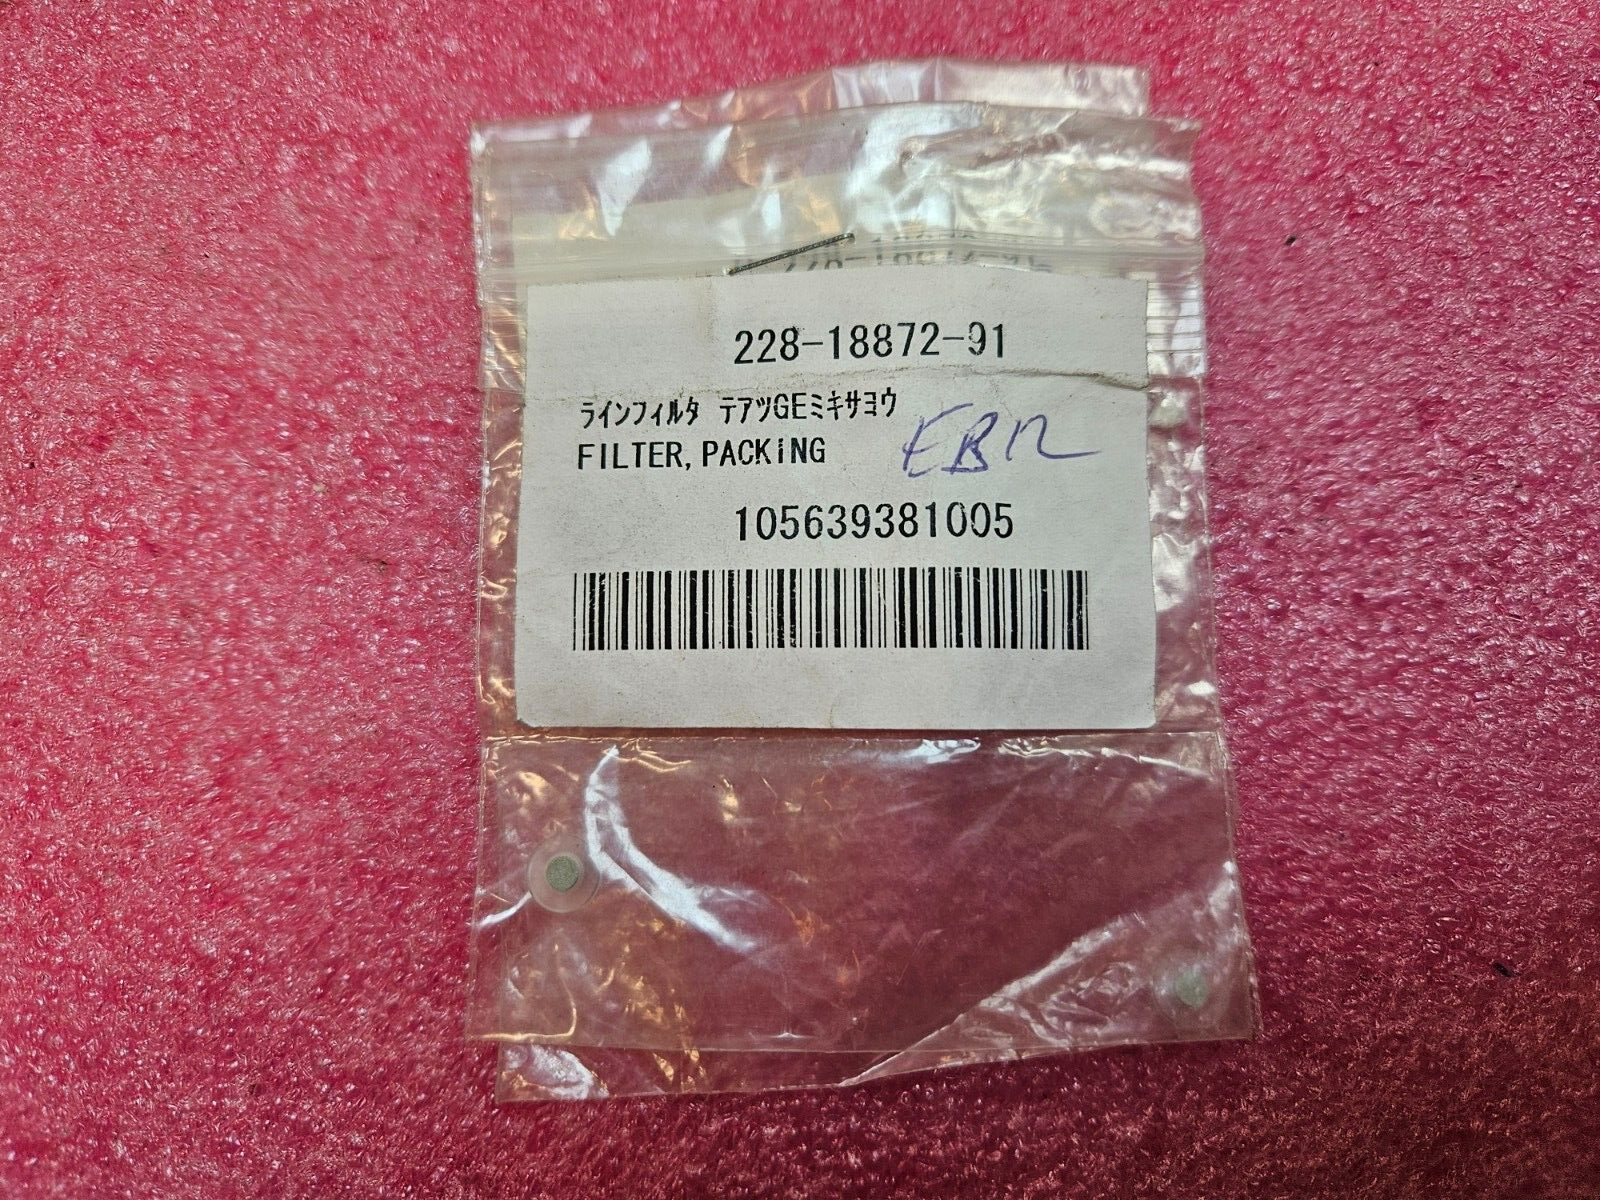 228-18872-91
ﾗｲﾝﾌｨﾙﾀ ﾃｱﾂGEﾐｷｻﾖｳ
FILTER, PACKiNG
105639381005